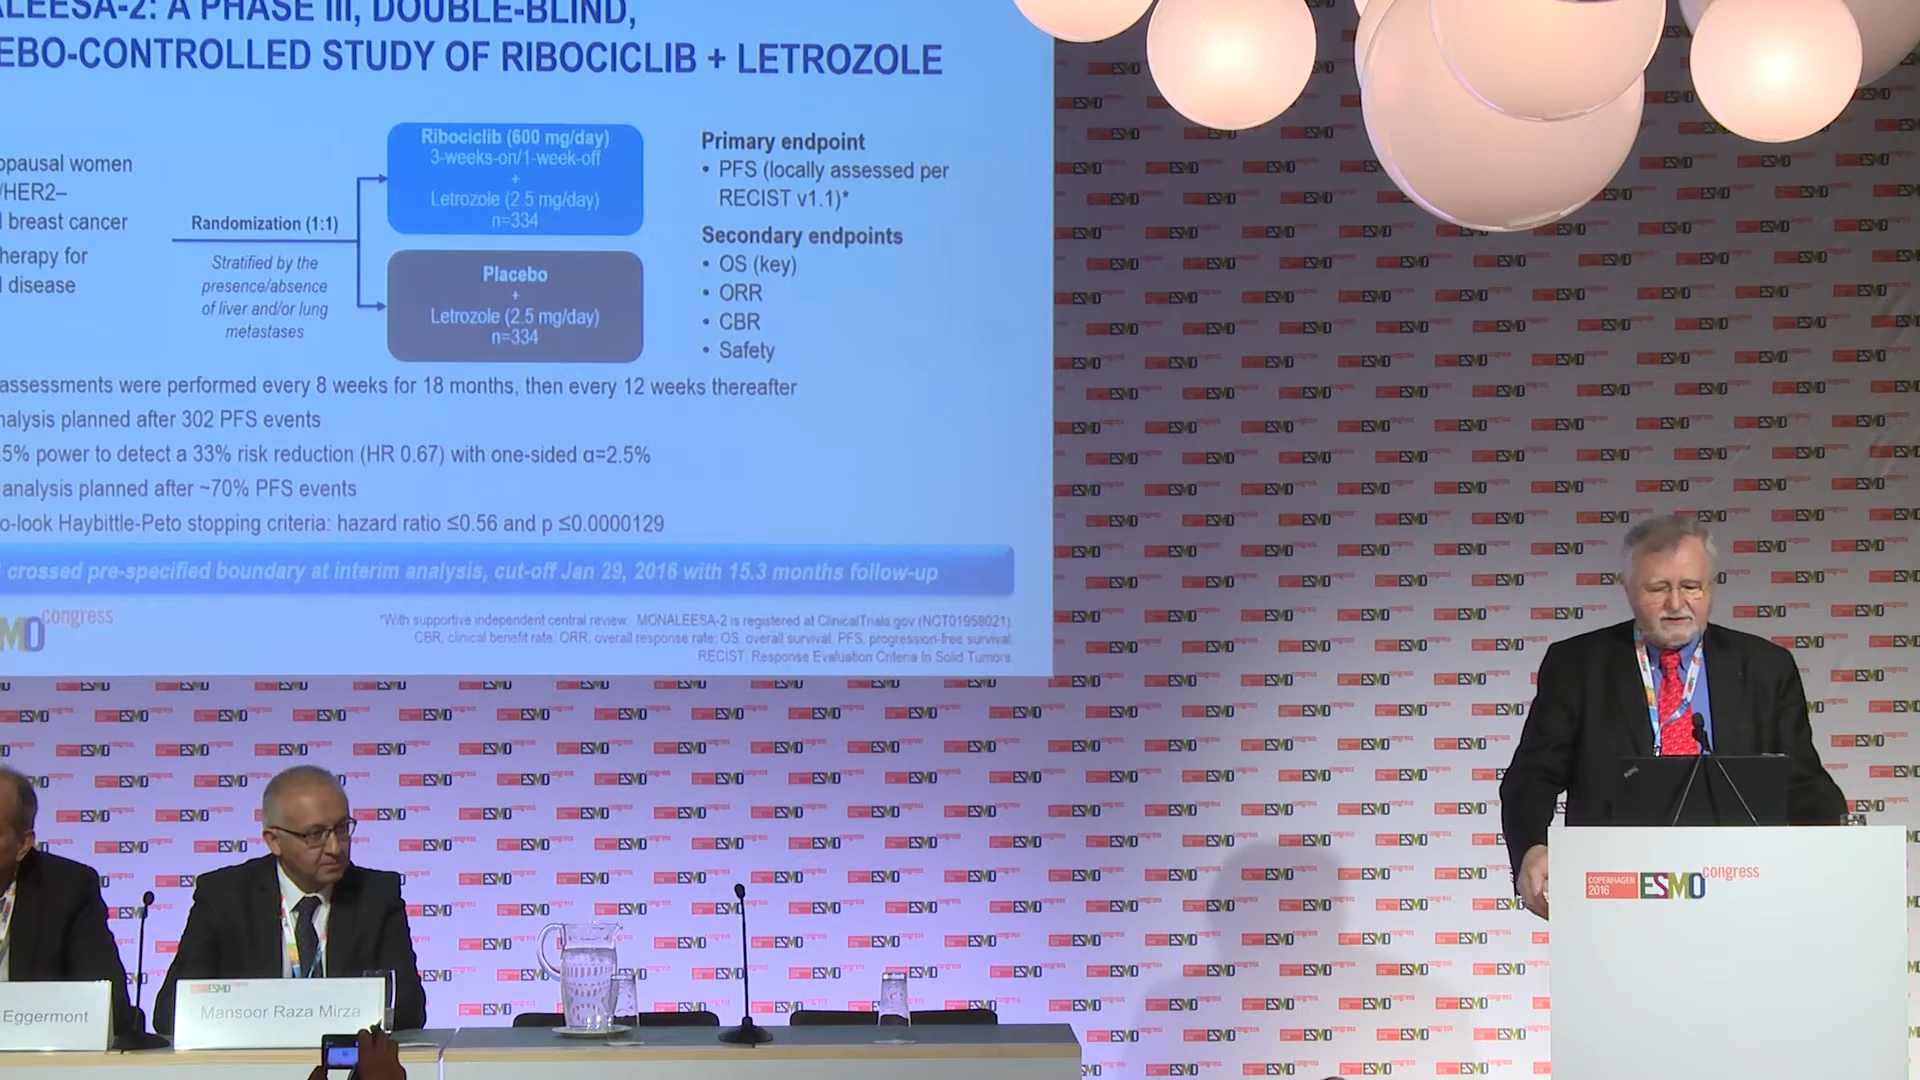 ALEESA-2: A PHASE III, DOUBLE-BLIND,
EBO-CONTROLLED STUDY OF RIBOCICLIB + LETROZOLE
opausal women
/HER2–
l breast cancer
herapy for
l disease
Randomization (1:1)
Stratified by the
presence/absence
of liver and/or lung
metastases
Ribociclib (600 mg/day)
3-weeks-on/1-week-off
+
Letrozole (2.5 mg/day)
n=334
Placebo
+
Letrozole (2.5 mg/day)
n=334
Primary endpoint
• PFS (locally assessed per
RECIST v1.1)*
Secondary endpoints
• OS (key)
• ORR
• CBR
• Safety
assessments were performed every 8 weeks for 18 months, then every 12 weeks thereafter
nalysis planned after 302 PFS events
5% power to detect a 33% risk reduction (HR 0.67) with one-sided α=2.5%
analysis planned after ~70% PFS events
o-look Haybittle-Peto stopping criteria: hazard ratio ≤0.56 and p ≤0.0000129
crossed pre-specified boundary at interim analysis, cut-off Jan 29, 2016 with 15.3 months follow-up
MO congress
*With supportive independent central review. MONALEESA-2 is registered at ClinicalTrials.gov (NCT01958021).
CBR, clinical benefit rate; ORR, overall response rate; OS, overall survival; PFS, progression-free survival;
RECIST, Response Evaluation Criteria In Solid Tumors.
Eggermont
Mansoor Raza Mirza
COPENHAGEN
2016
ESMO congress